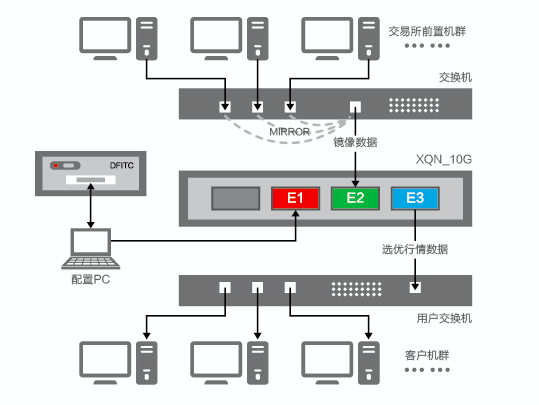 交易所前置机群
交换机
MIRROR
镜像数据
XQN_10G
DFITC
E1
E2
E3
选优行情数据
配置PC
用户交换机
客户机群